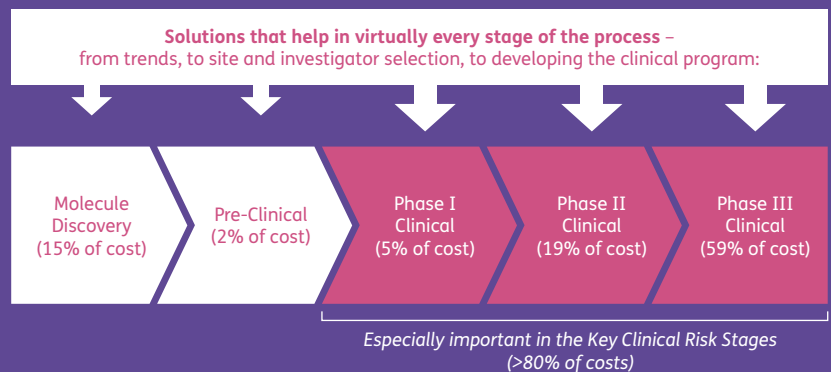 Solutions that help in virtually every stage of the process –
from trends, to site and investigator selection, to developing the clinical program:
Molecule
Discovery
(15% of cost)
Pre-Clinical
(2% of cost)
Phase I
Clinical
(5% of cost)
Phase II
Clinical
(19% of cost)
Phase III
Clinical
(59% of cost)
Especially important in the Key Clinical Risk Stages
(>80% of costs)